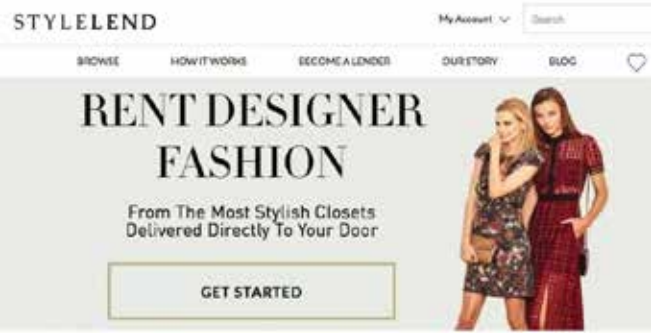 STYLELEND
My Account
Search
BROWSE
HOW IT WORKS
BECOME A LENDER
OUR STORY
BLOG
RENT DESIGNER
FASHION
From The Most Stylish Closets
Delivered Directly To Your Door
GET STARTED